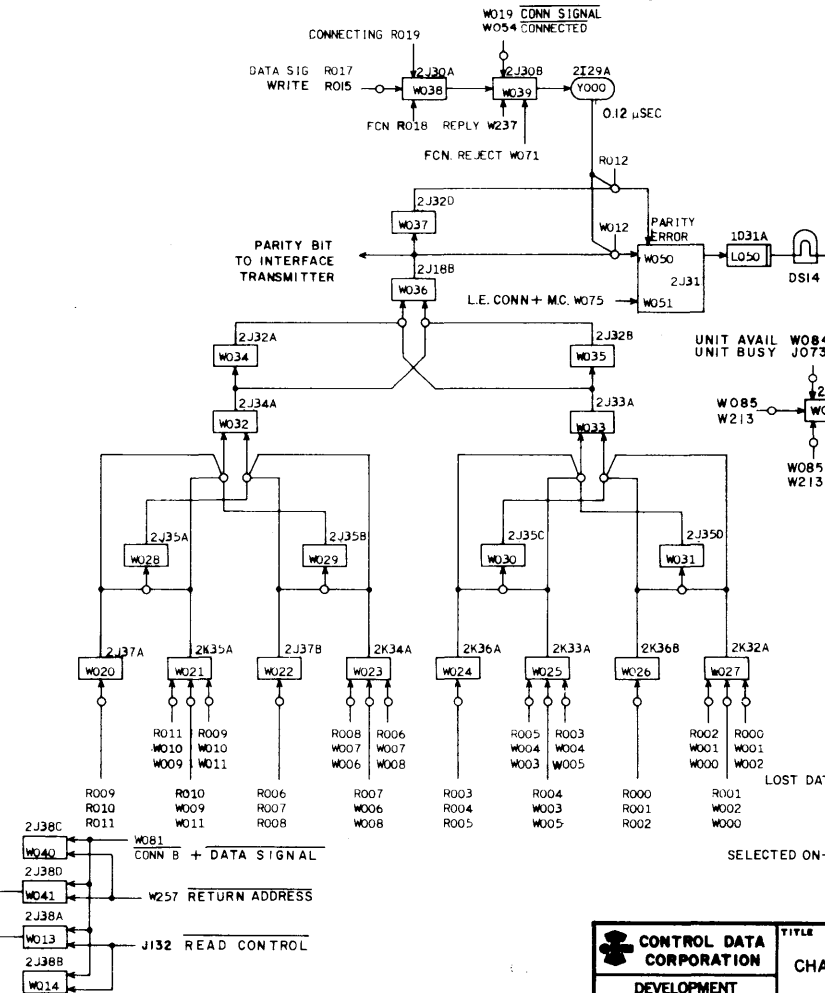 W019 CONN SIGNAL
W054 CONNECTED
CONNECTING R019
2J30A
2J30B
2I29A
DATA SIG R017
WRITE R015
W038
W039
Y000
0.12 µSEC
FCN R018
REPLY W237
FCN. REJECT W071
R012
2J32D
W037
W012
PARITY
ERROR
1D31A
PARITY BIT
TO INTERFACE
TRANSMITTER
W050
L050
2J18B
2J31
DS14
W036
L.E. CONN + M.C. W075
W051
2J32A
2J32B
UNIT AVAIL W084
UNIT BUSY J073
W034
W035
2J34A
2J33A
W085
W213
W032
W033
W085
W213
2J35A
2J35B
2J35C
2J35D
W028
W029
W030
W031
2J37A
2K35A
2J37B
2K34A
2K36A
2K33A
2K36B
2K32A
W020
W021
W022
W023
W024
W025
W026
W027
R011 R009
W010 W010
W009 W011
R008 R006
W007 W007
W006 W008
R005 R003
W004 W004
W003 W005
R002 R000
W001 W001
W000 W002
LOST DAT
R009
R010
R011
R010
W009
W011
R006
R007
R008
R007
W006
W008
R003
R004
R005
R004
W003
W005
R000
R001
R002
R001
W002
W000
2J38C
W040
W081
CONN B + DATA SIGNAL
SELECTED ON-
2J38D
W041
W257 RETURN ADDRESS
2J38A
W013
J132 READ CONTROL
2J38B
W014
CONTROL DATA
CORPORATION
TITLE
CHA
DEVELOPMENT